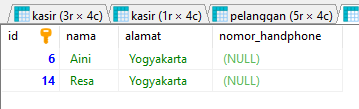 kasir (3r × 4c) kasir (1r × 4c) pelanggan (5r × 4c)
id nama alamat nomor_handphone
6 Aini Yogyakarta (NULL)
14 Resa Yogyakarta (NULL)